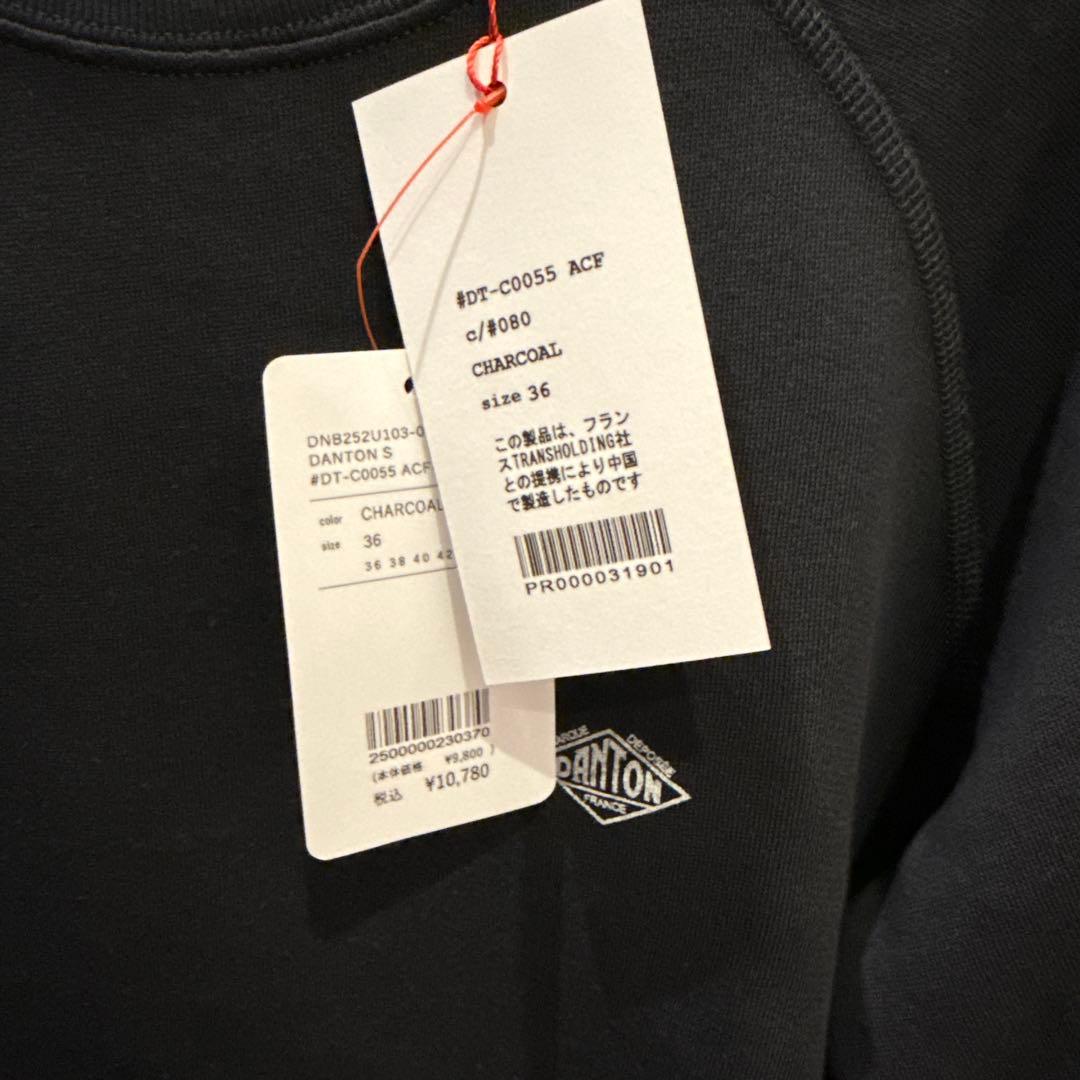 #DT-C0055 ACF
c/#080
CHARCOAL
size 36
この製品は、フラン
スTRANSHOLDING社
との提携により中国
で製造したものです
PR000031901
DNB252U103-0
DANTON S
#DT-C0055 ACF
color CHARCOAL
size 36
36 38 40 42
2500000230370
(本体価格 ¥9,800 )
税込 ¥10,780
DEPOSÉE
DANTON
FRANCE